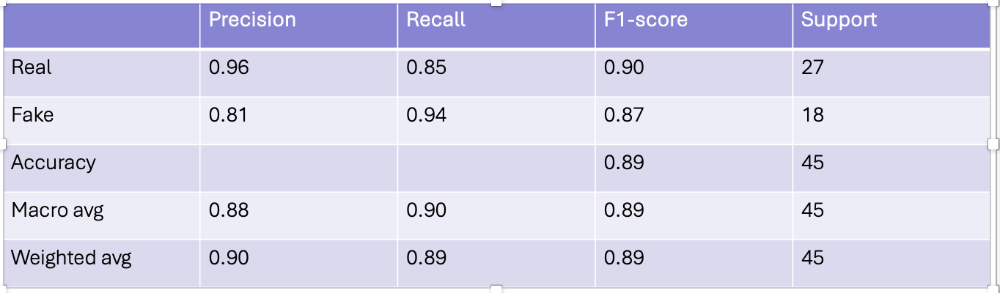 Precision Recall F1-score Support
Real 0.96 0.85 0.90 27
Fake 0.81 0.94 0.87 18
Accuracy 0.89 45
Macro avg 0.88 0.90 0.89 45
Weighted avg 0.90 0.89 0.89 45